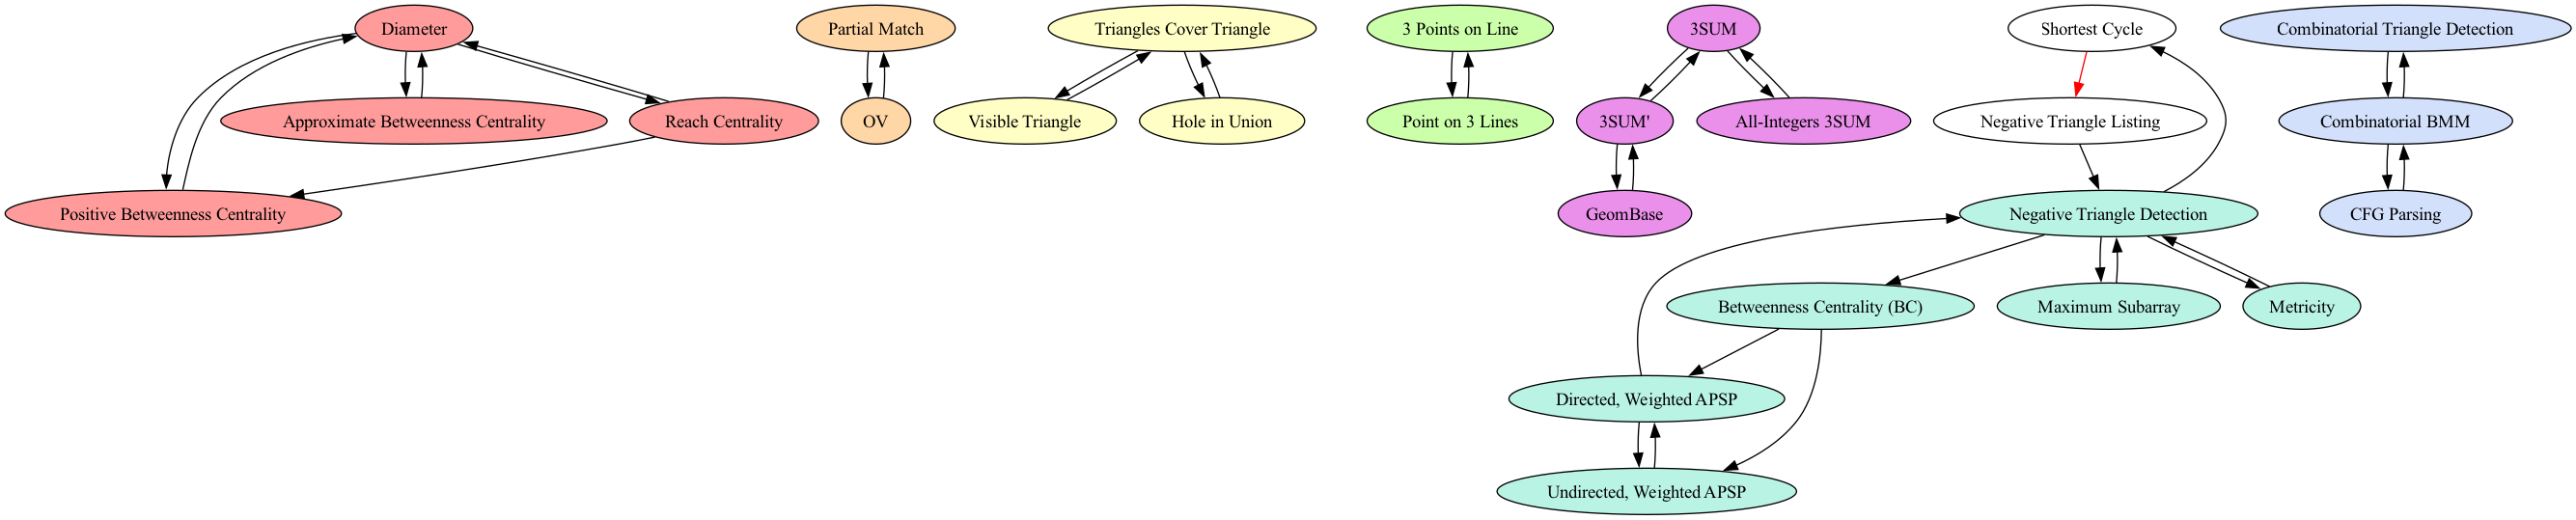 Diameter
Partial Match
Triangles Cover Triangle
3 Points on Line
3SUM
Shortest Cycle
Combinatorial Triangle Detection
Approximate Betweenness Centrality
Reach Centrality
OV
Visible Triangle
Hole in Union
Point on 3 Lines
3SUM'
All-Integers 3SUM
Negative Triangle Listing
Combinatorial BMM
Positive Betweenness Centrality
GeomBase
Negative Triangle Detection
CFG Parsing
Betweenness Centrality (BC)
Maximum Subarray
Metricity
Directed, Weighted APSP
Undirected, Weighted APSP